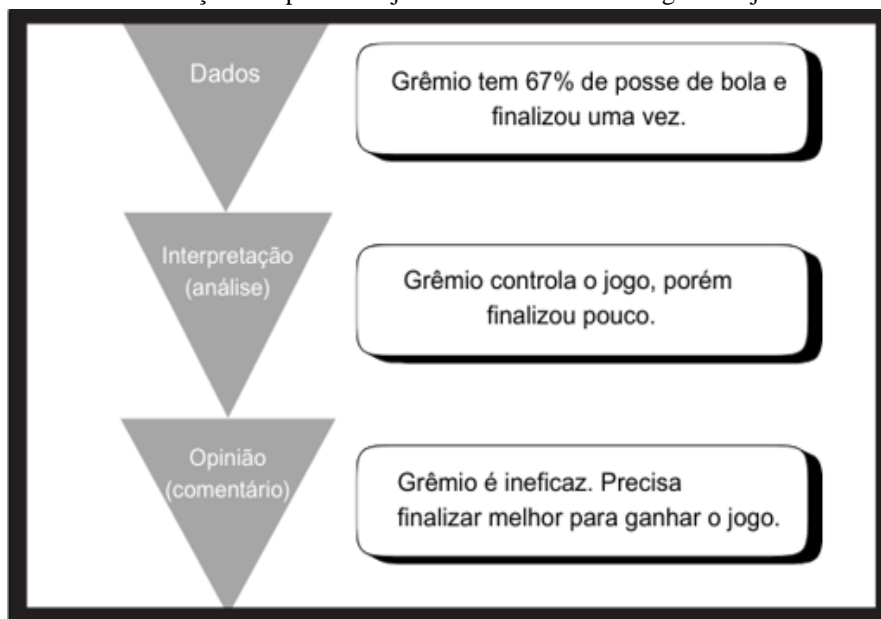 Dados
Grêmio tem 67% de posse de bola e
finalizou uma vez.
Interpretação
(análise)
Grêmio controla o jogo, porém
finalizou pouco.
Opinião
(comentário)
Grêmio é ineficaz. Precisa
finalizar melhor para ganhar o jogo.